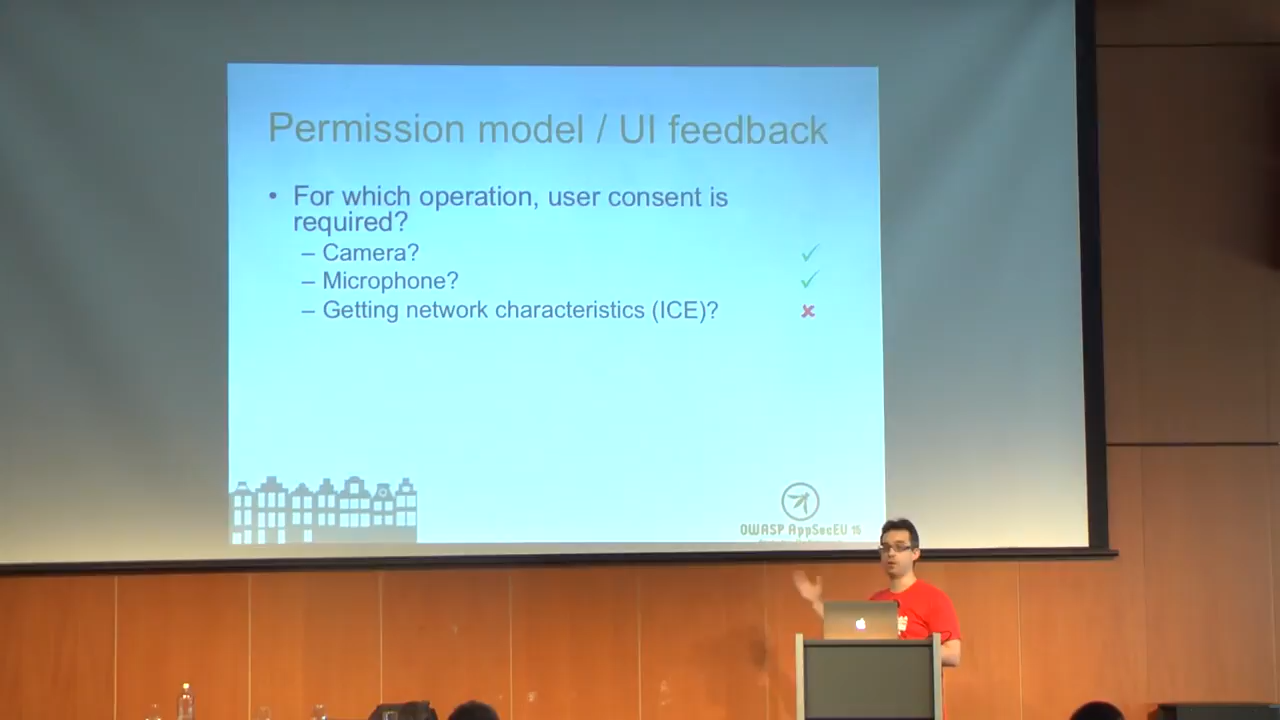 Permission model / UI feedback
• For which operation, user consent is
required?
– Camera? ✓
– Microphone? ✓
– Getting network characteristics (ICE)? ✗
OWASP AppSecEU 15